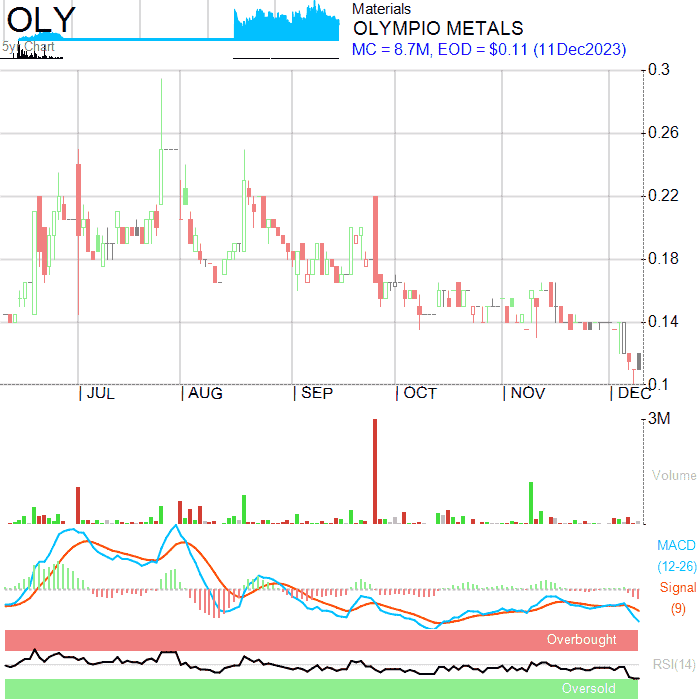 OLY
Materials
OLYMPIO METALS
5yr Chart
MC = 8.7M, EOD = $0.11 (11Dec2023)
0.3
0.26
0.22
0.18
0.14
0.1
JUL
AUG
SEP
OCT
NOV
DEC
3M
Volume
MACD
(12-26)
Signal
(9)
Overbought
RSI(14)
Oversold